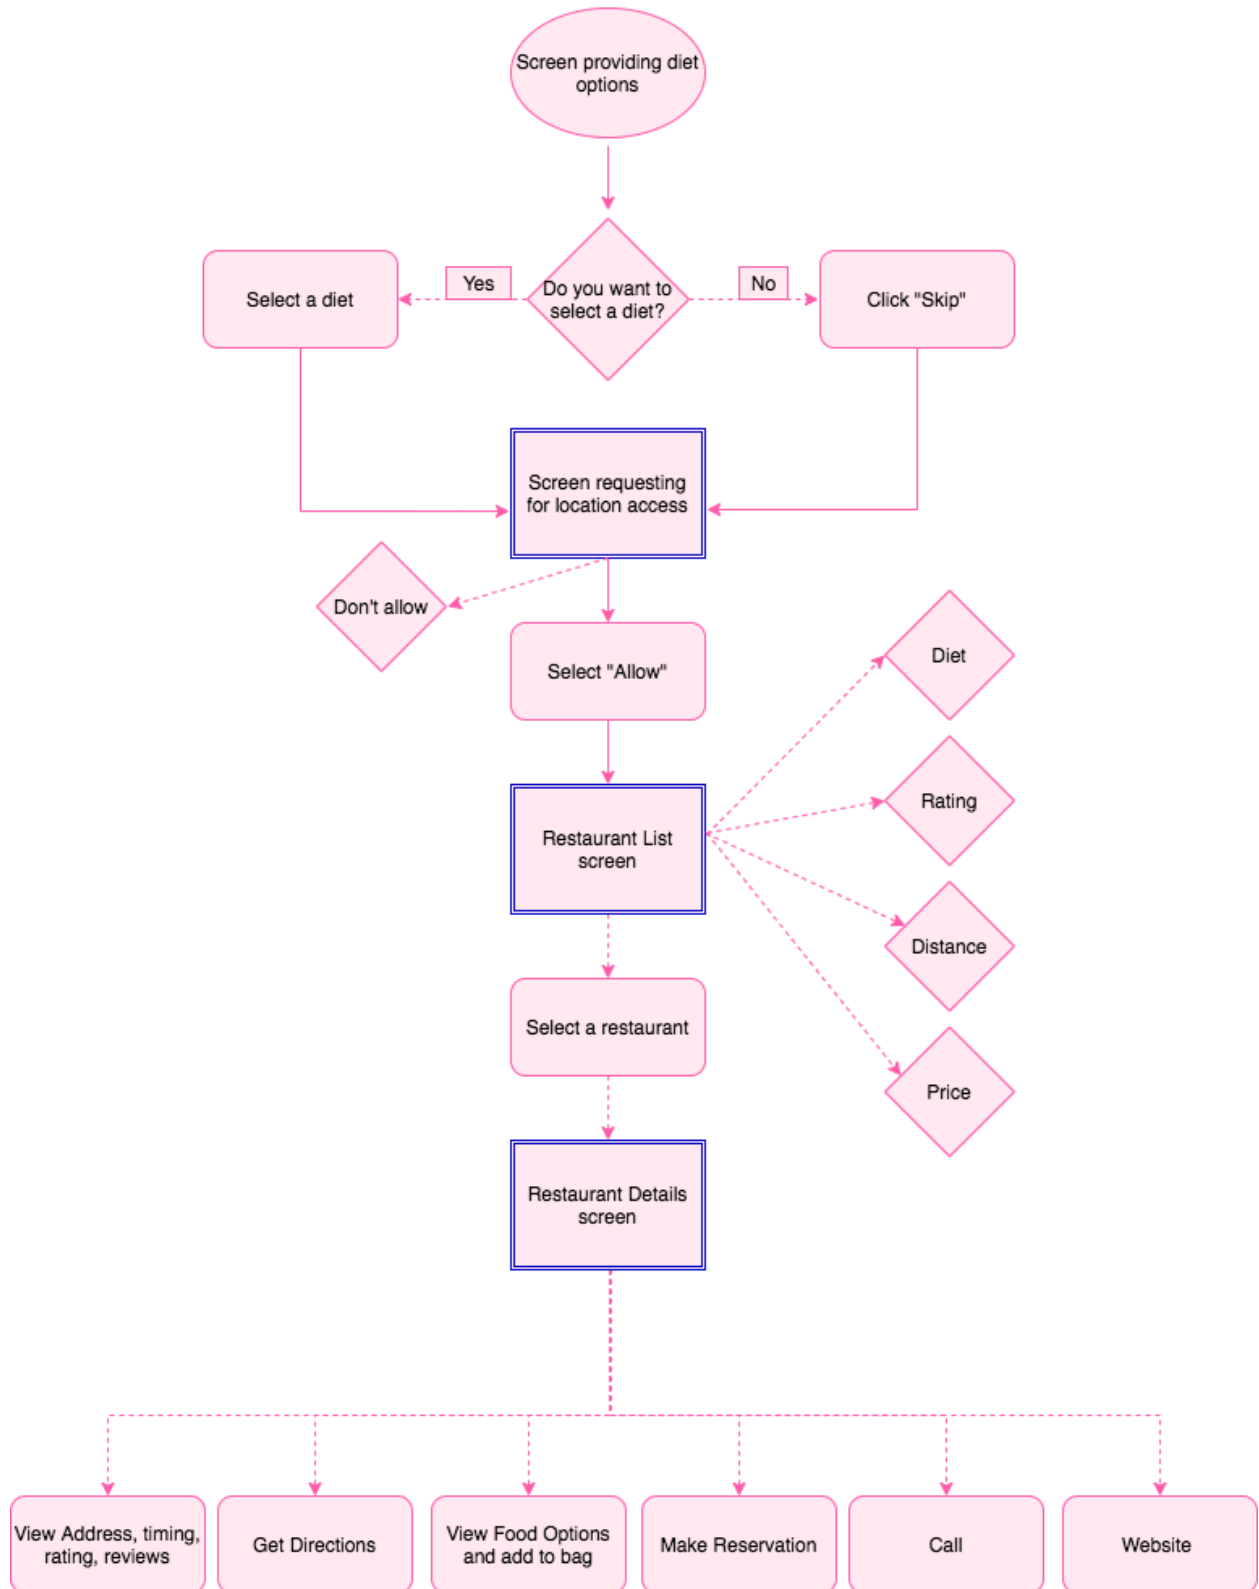 Screen providing diet
options
Do you want to
select a diet?
Yes
No
Select a diet
Click "Skip"
Screen requesting
for location access
Don't allow
Select "Allow"
Diet
Rating
Restaurant List
screen
Distance
Select a restaurant
Price
Restaurant Details
screen
View Address, timing,
rating, reviews
Get Directions
View Food Options
and add to bag
Make Reservation
Call
Website